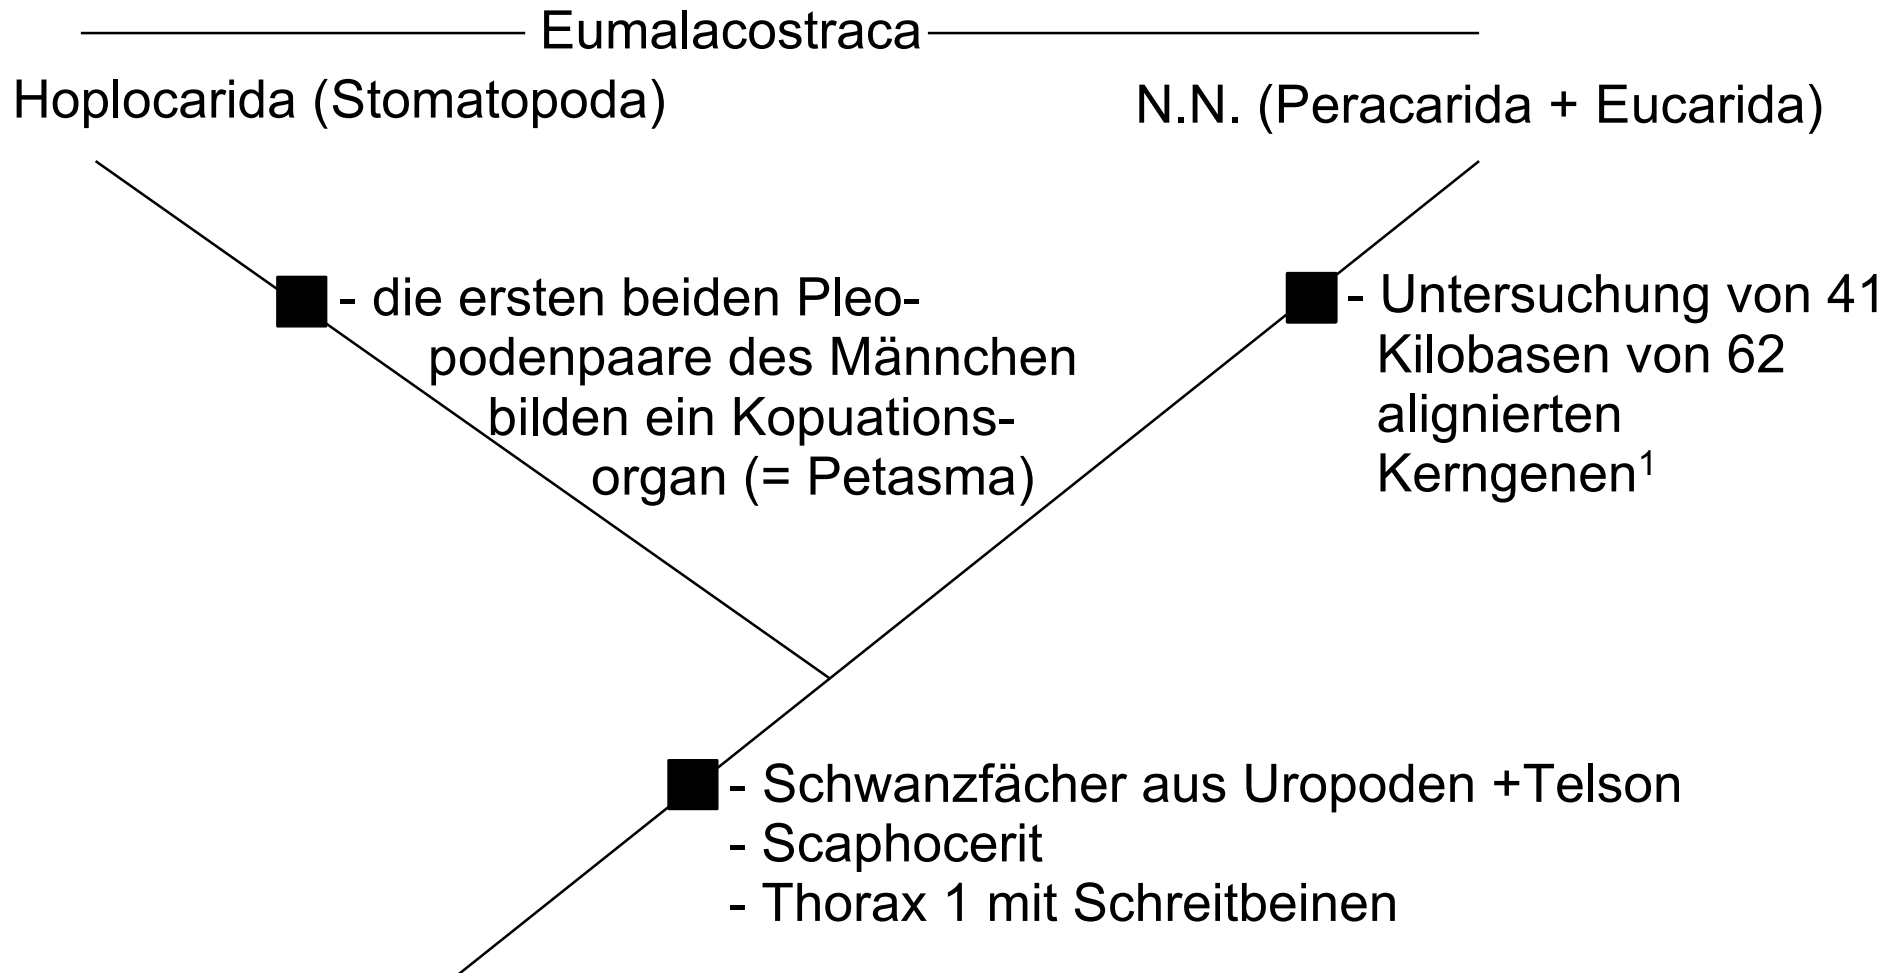 Eumalacostraca
Hoplocarida (Stomatopoda)
N.N. (Peracarida + Eucarida)
- die ersten beiden Pleo-
podenpaare des Männchen
bilden ein Kopuations-
organ (= Petasma)
- Untersuchung von 41
Kilobasen von 62
alignierten
Kerngenen¹
- Schwanzfächer aus Uropoden +Telson
- Scaphocerit
- Thorax 1 mit Schreitbeinen